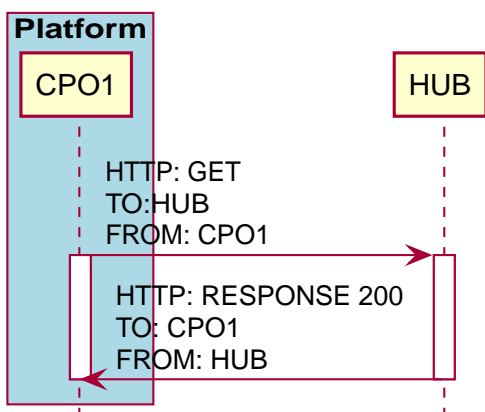 Platform
CPO1
HUB
HTTP: GET
TO:HUB
FROM: CPO1
HTTP: RESPONSE 200
TO: CPO1
FROM: HUB